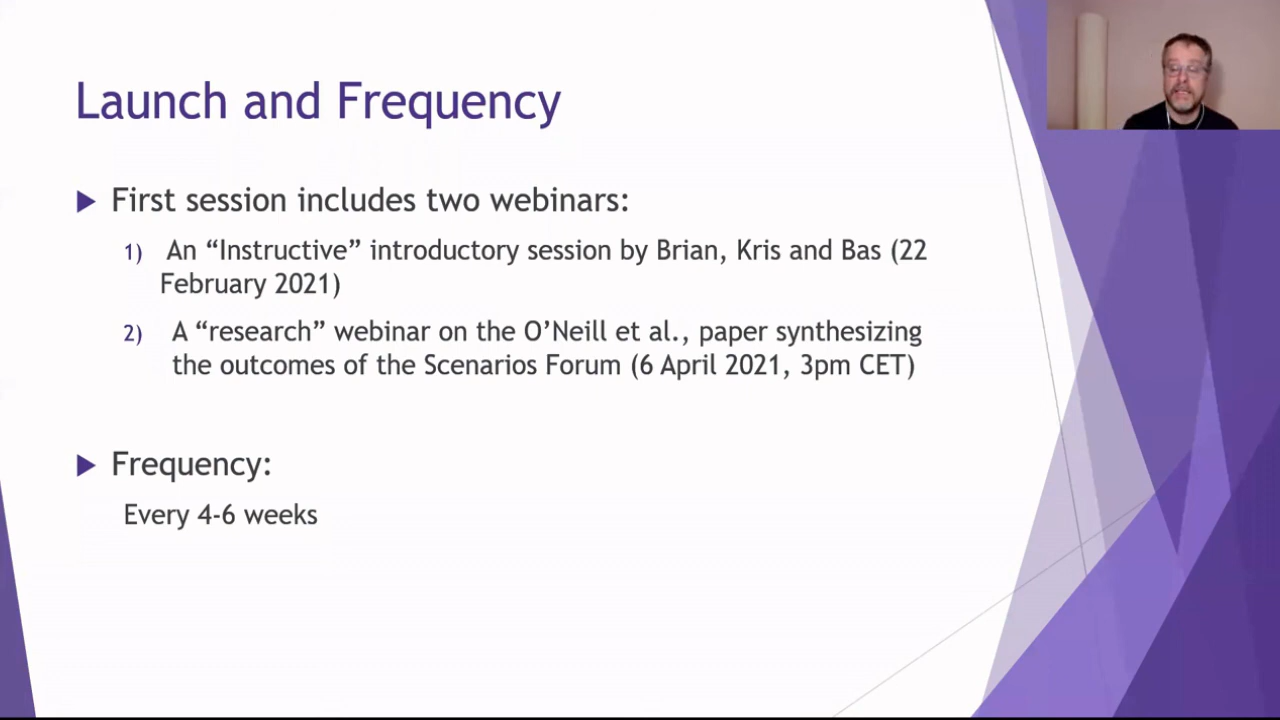 Launch and Frequency
First session includes two webinars:
1) An “Instructive” introductory session by Brian, Kris and Bas (22
February 2021)
2) A “research” webinar on the O’Neill et al., paper synthesizing
the outcomes of the Scenarios Forum (6 April 2021, 3pm CET)
Frequency:
Every 4-6 weeks